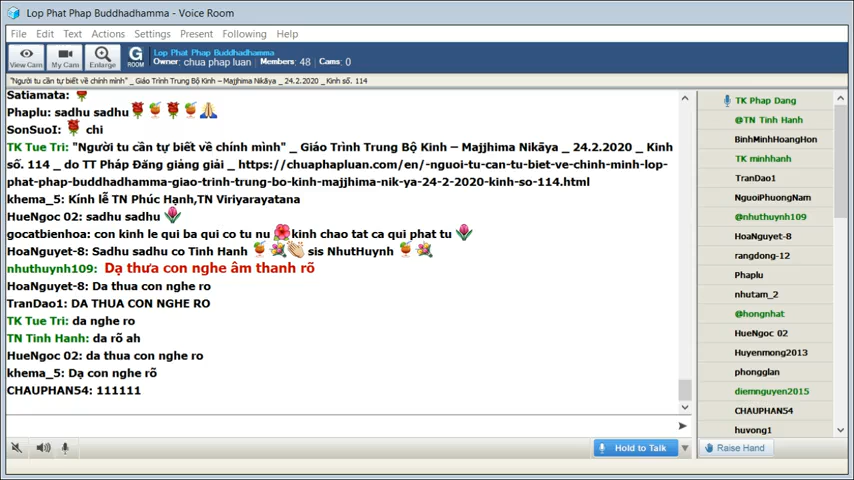 Lop Phat Phap Buddhadhamma - Voice Room
File Edit Text Actions Settings Present Following Help
View Cam My Cam Enlarge G ROOM Lop Phat Phap Buddhadhamma
Owner: chua phap luan Members: 48 Cams: 0
"Người tu cần tự biết về chính mình" _ Giáo Trình Trung Bộ Kinh – Majjhima Nikāya _ 24.2.2020 _ Kinh số. 114
Satiamata:
Phaplu: sadhu sadhu
SonSuoI: chi
TK Tue Tri: "Người tu cần tự biết về chính mình" _ Giáo Trình Trung Bộ Kinh – Majjhima Nikāya _ 24.2.2020 _ Kinh
số. 114 _ do TT Pháp Đăng giảng giải _ https://chuaphapluan.com/en/-nguoi-tu-can-tu-biet-ve-chinh-minh-lop-
phat-phap-buddhadhamma-giao-trinh-trung-bo-kinh-majjhima-nik-ya-24-2-2020-kinh-so-114.html
khema_5: Kính lễ TN Phúc Hạnh,TN Viriyarayatana
HueNgoc 02: sadhu sadhu
gocatbienhoa: con kinh le qui ba qui co tu nu kinh chao tat ca qui phat tu
HoaNguyet-8: Sadhu sadhu co Tinh Hanh sis NhutHuynh
nhuthuynh109: Dạ thưa con nghe âm thanh rõ
HoaNguyet-8: Da thua con nghe ro
TranDao1: DA THUA CON NGHE RO
TK Tue Tri: da nghe ro
TN Tinh Hanh: da rõ ah
HueNgoc 02: da thua con nghe ro
khema_5: Dạ con nghe rõ
CHAUPHAN54: 111111
Hold to Talk
TK Phap Dang
@TN Tinh Hanh
BinhMinhHoangHon
TK minhhanh
TranDao1
NguoiPhuongNam
@nhuthuynh109
HoaNguyet-8
rangdong-12
Phaplu
nhutam_2
@hongnhat
HueNgoc 02
Huyenmong2013
phongglan
diemnguyen2015
CHAUPHAN54
huvong1
Raise Hand